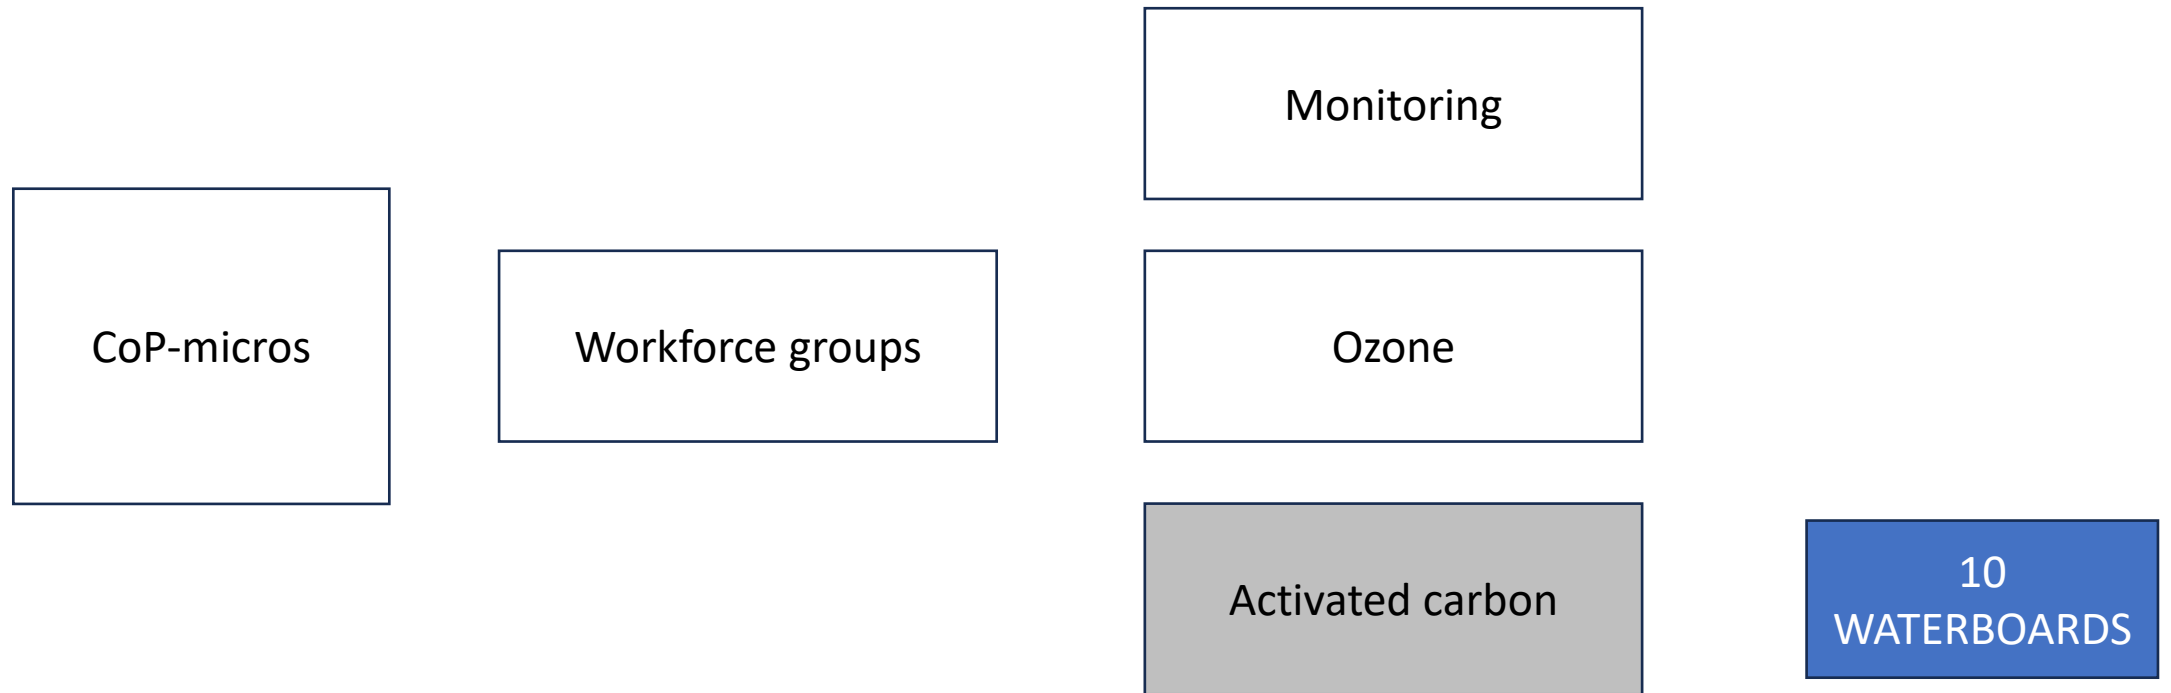 Monitoring
CoP-micros
Workforce groups
Ozone
Activated carbon
10
WATERBOARDS